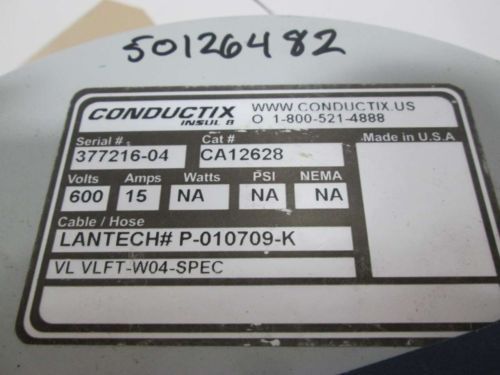 50126482
CONDUCTIX
INSUL 8
WWW.CONDUCTIX.US
O 1-800-521-4888
Serial # Cat # Made in U.S.A
377216-04 CA12628
Volts Amps Watts PSI NEMA
600 15 NA NA NA
Cable / Hose
LANTECH# P-010709-K
VL VLFT-W04-SPEC